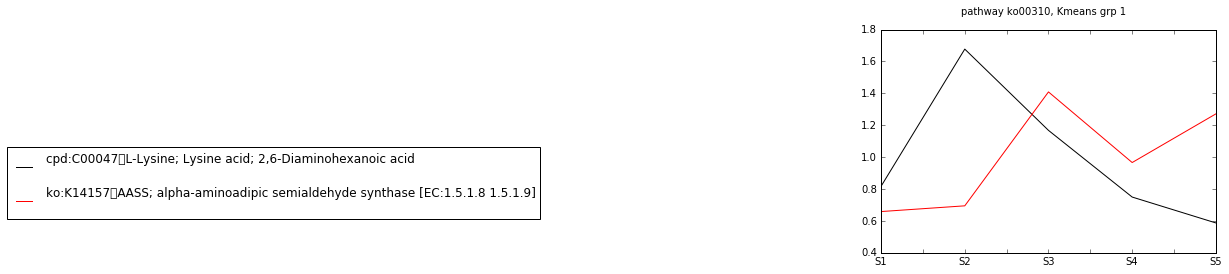 pathway ko00310, Kmeans grp 1
1.8
1.6
1.4
1.2
1.0
0.8
0.6
0.4
S1 S2 S3 S4 S5
cpd:C00047▯L-Lysine; Lysine acid; 2,6-Diaminohexanoic acid
ko:K14157▯AASS; alpha-aminoadipic semialdehyde synthase [EC:1.5.1.8 1.5.1.9]